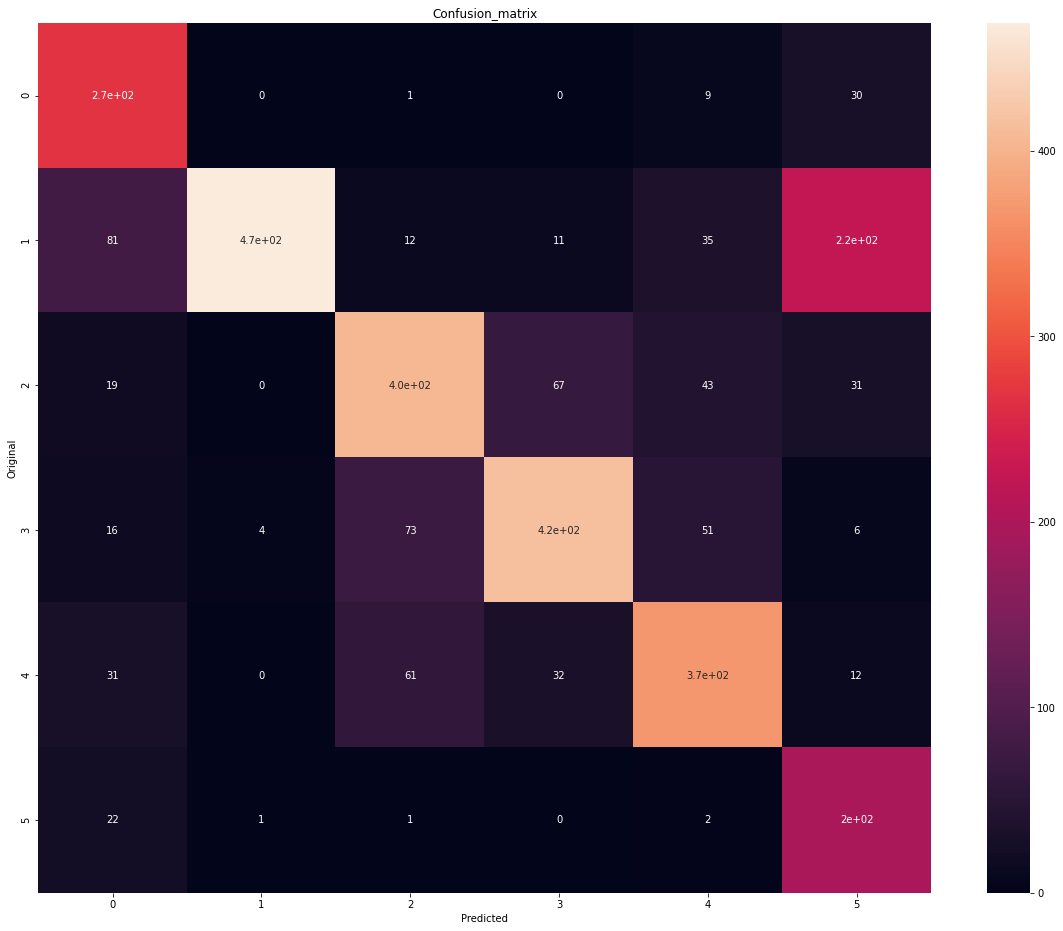 Confusion_matrix
0 2.7e+02 0 1 0 9 30
1 81 4.7e+02 12 11 35 2.2e+02
2 19 0 4.0e+02 67 43 31
3 16 4 73 4.2e+02 51 6
4 31 0 61 32 3.7e+02 12
5 22 1 1 0 2 2e+02
0 1 2 3 4 5
Original
Predicted
400
300
200
100
0